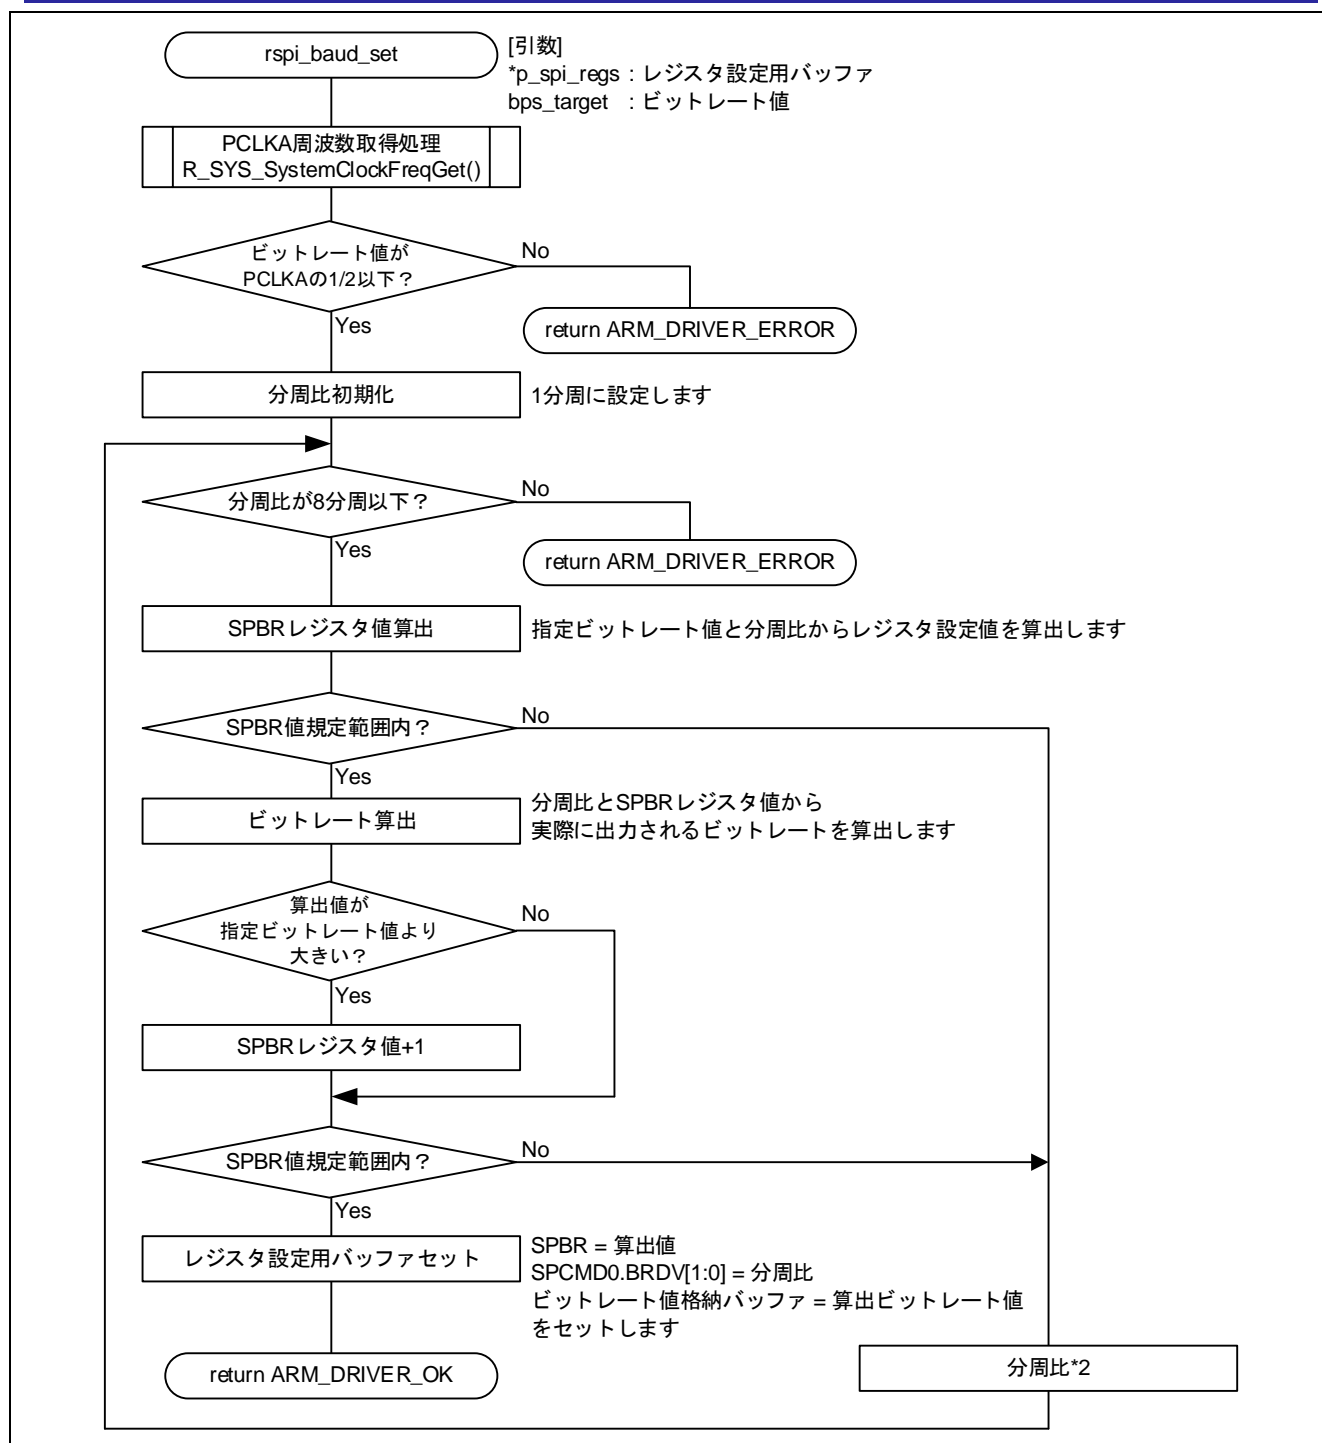 rspi_baud_set
[引数]
*p_spi_regs : レジスタ設定用バッファ
bps_target : ビットレート値
PCLKA周波数取得処理
R_SYS_SystemClockFreqGet()
ビットレート値が
PCLKAの1/2以下？
No
return ARM_DRIVER_ERROR
Yes
分周比初期化
1分周に設定します
分周比が8分周以下？
No
return ARM_DRIVER_ERROR
Yes
SPBRレジスタ値算出
指定ビットレート値と分周比からレジスタ設定値を算出します
SPBR値規定範囲内？
No
Yes
ビットレート算出
分周比とSPBRレジスタ値から
実際に出力されるビットレートを算出します
算出値が
指定ビットレート値より
大きい？
No
Yes
SPBRレジスタ値+1
SPBR値規定範囲内？
No
Yes
レジスタ設定用バッファセット
SPBR = 算出値
SPCMD0.BRDV[1:0] = 分周比
ビットレート値格納バッファ = 算出ビットレート値
をセットします
分周比*2
return ARM_DRIVER_OK